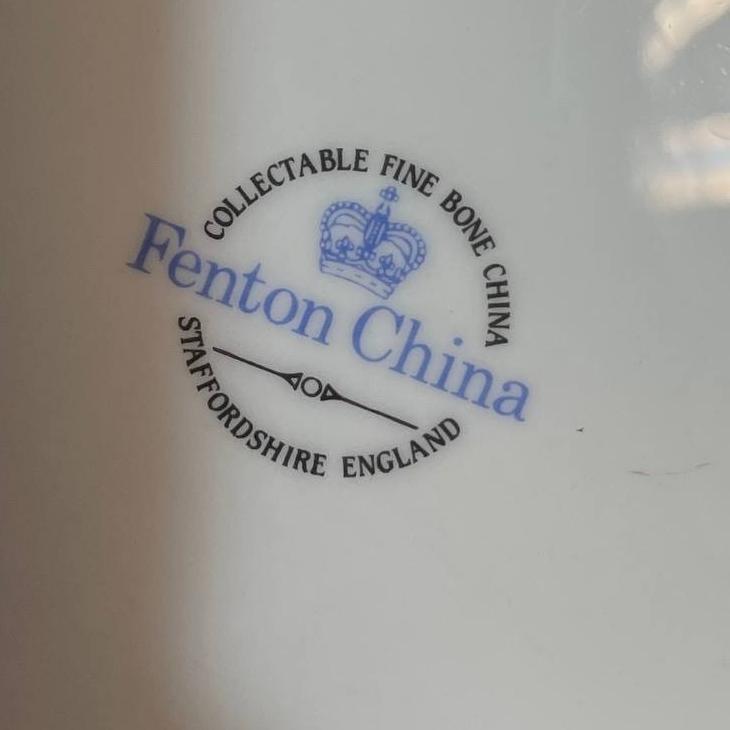 COLLECTABLE FINE BONE CHINA
Fenton China
STAFFORDSHIRE ENGLAND